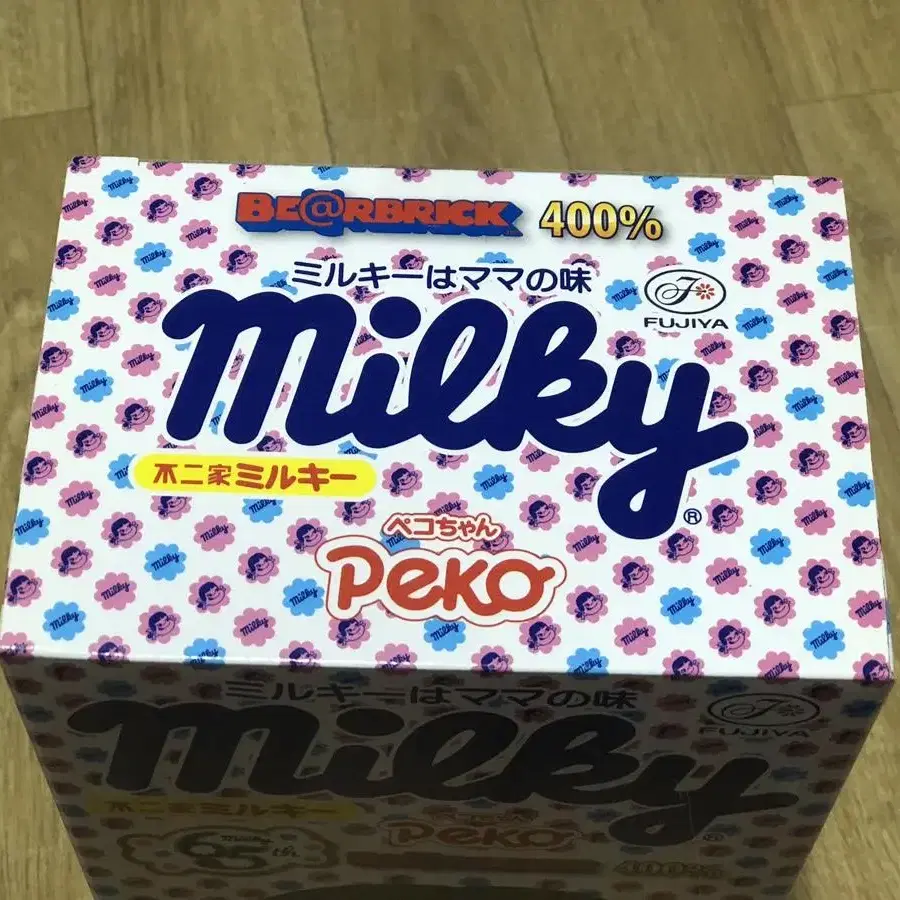 BE@RBRICK 400%
ミルキーはママの味
milky®
FUJIYA
不二家ミルキー
ペコちゃん
Peko
ミルキーはママの味
milky®
FUJIYA
不二家ミルキー
Peko
milky
65th
400%